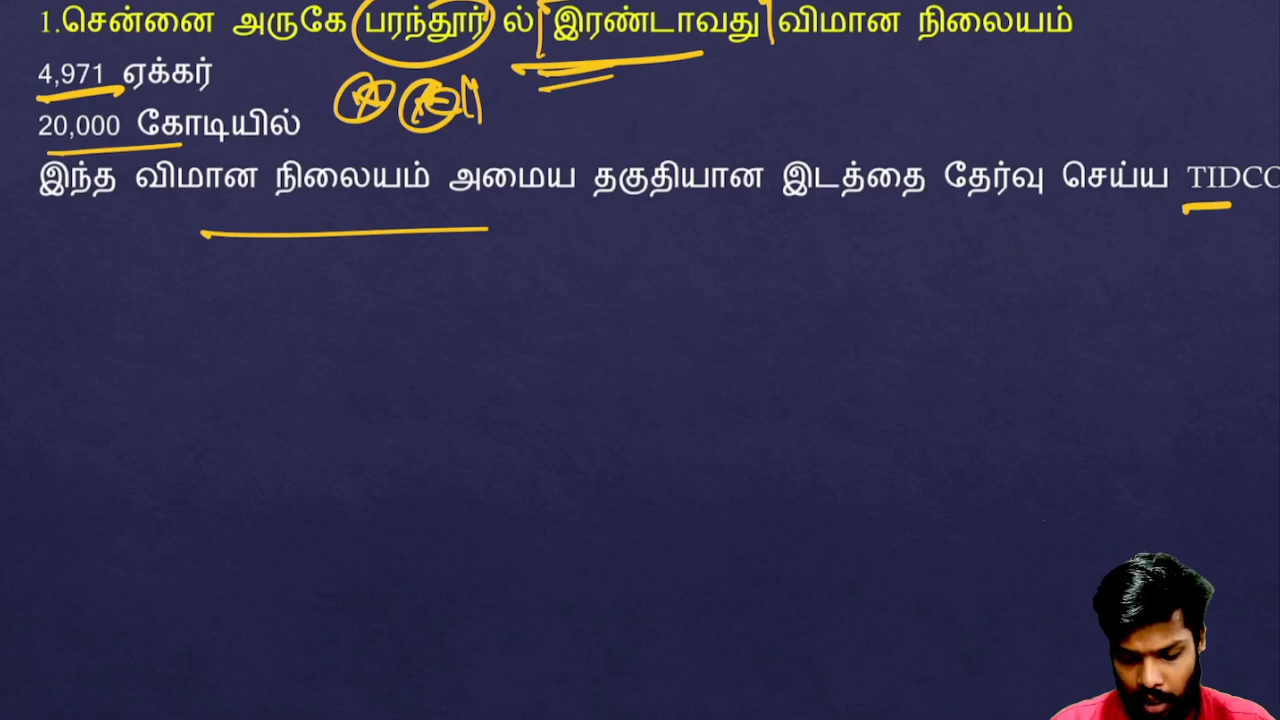 1.சென்னை அருகே பரந்தூர் ல் இரண்டாவது விமான நிலையம்
4,971 ஏக்கர்
20,000 கோடியில்
இந்த விமான நிலையம் அமைய தகுதியான இடத்தை தேர்வு செய்ய TIDCO